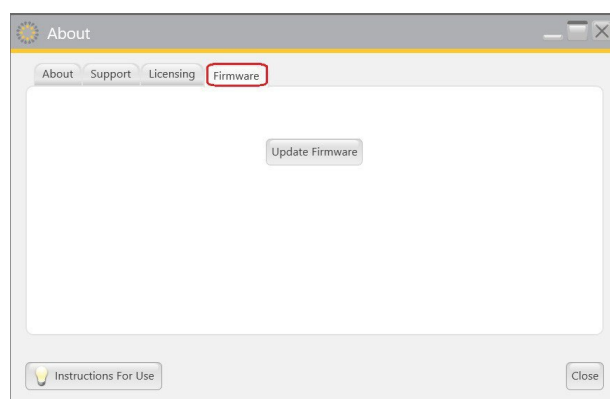 About
About Support Licensing Firmware
Update Firmware
Instructions For Use
Close